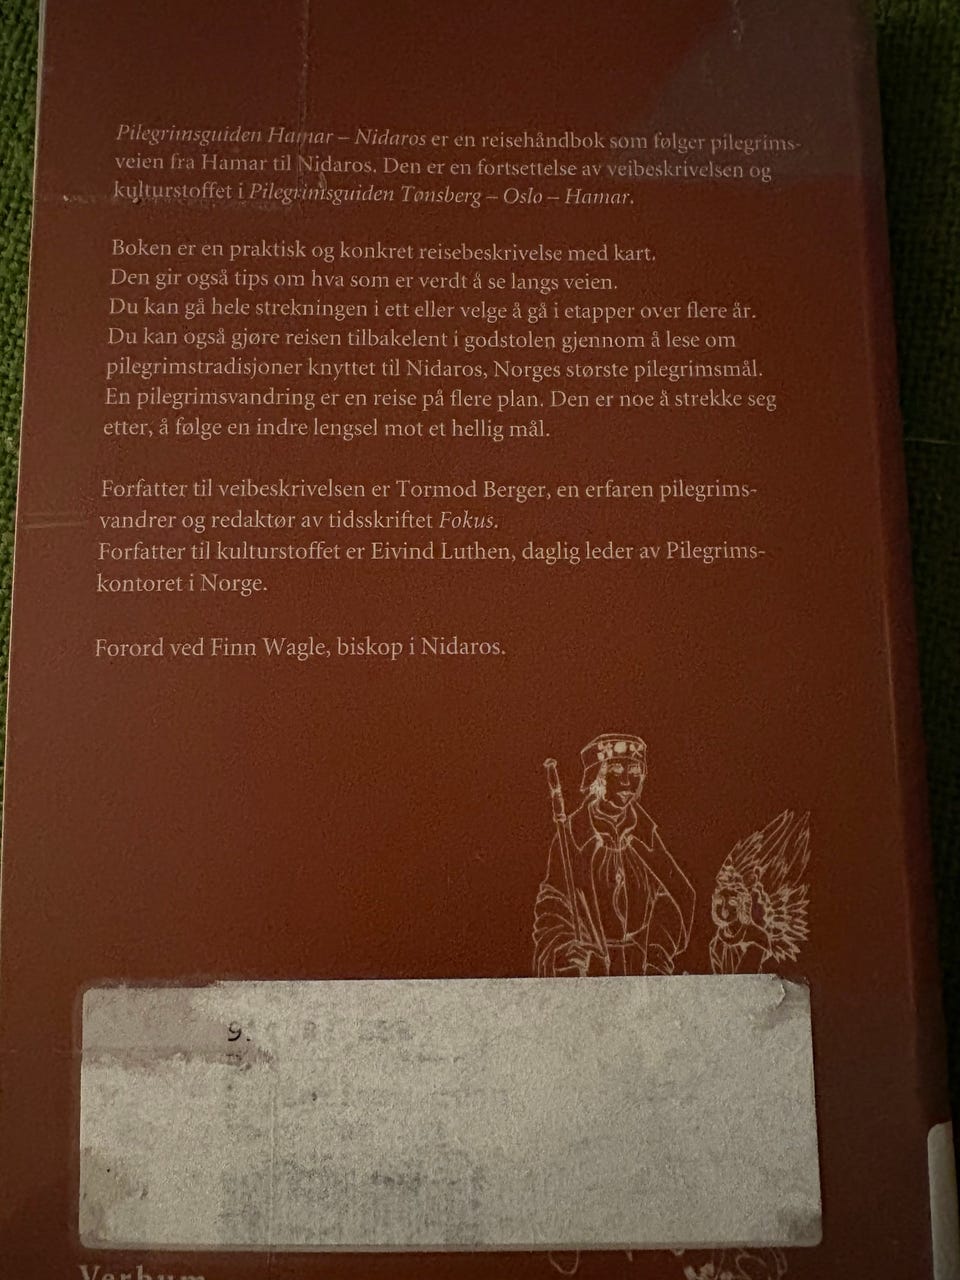 Pilegrimsguiden Hamar – Nidaros er en reisehåndbok som følger pilegrims-
veien fra Hamar til Nidaros. Den er en fortsettelse av veibeskrivelsen og
kulturstoffet i Pilegrimsguiden Tønsberg – Oslo – Hamar.
Boken er en praktisk og konkret reisebeskrivelse med kart.
Den gir også tips om hva som er verdt å se langs veien.
Du kan gå hele strekningen i ett eller velge å gå i etapper over flere år.
Du kan også gjøre reisen tilbakelent i godstolen gjennom å lese om
pilegrimstradisjoner knyttet til Nidaros, Norges største pilegrimsmål.
En pilegrimsvandring er en reise på flere plan. Den er noe å strekke seg
etter, å følge en indre lengsel mot et hellig mål.
Forfatter til veibeskrivelsen er Tormod Berger, en erfaren pilegrims-
vandrer og redaktør av tidsskriftet Fokus.
Forfatter til kulturstoffet er Eivind Luthen, daglig leder av Pilegrims-
kontoret i Norge.
Forord ved Finn Wagle, biskop i Nidaros.
Verbum